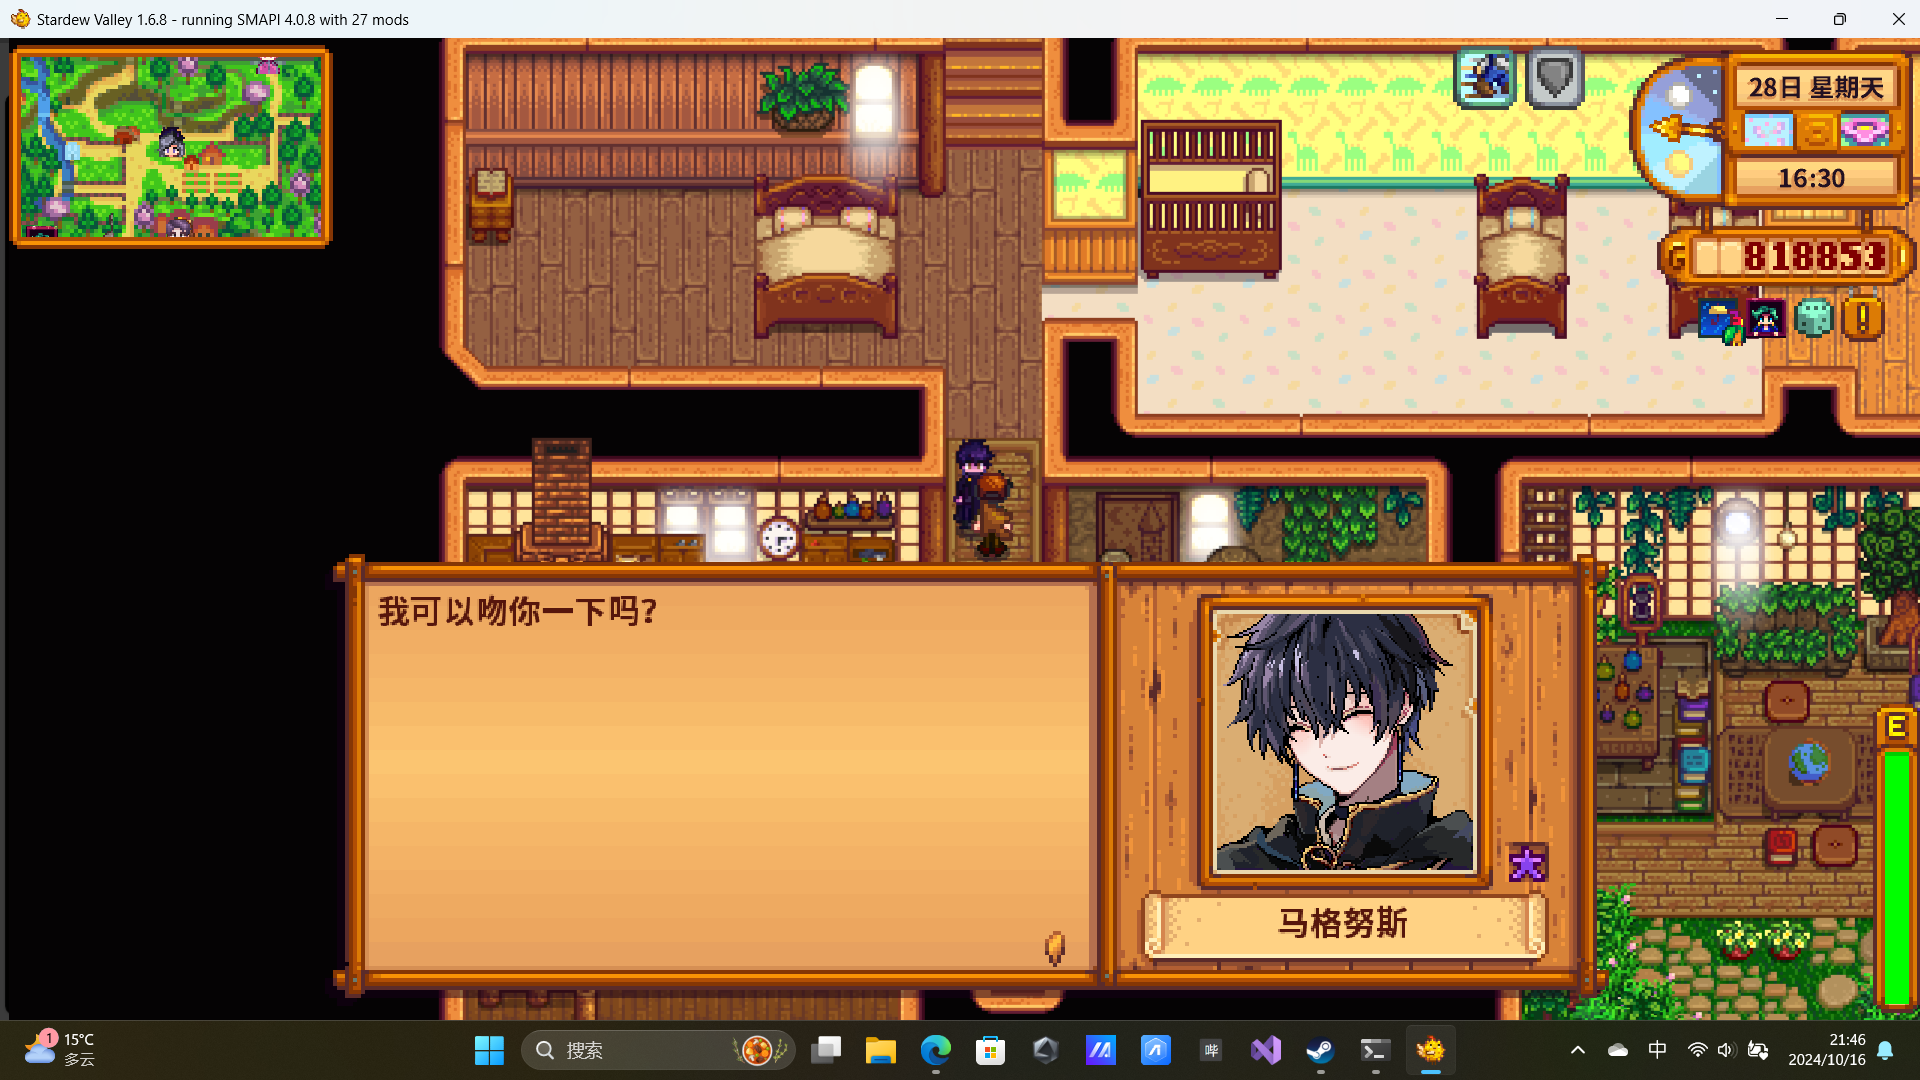 Stardew Valley 1.6.8 - running SMAPI 4.0.8 with 27 mods
28日 星期天
16:30
G 818853
我可以吻你一下吗?
马格努斯
E
1
15°C
多云
搜索
哔
中
21:46
2024/10/16